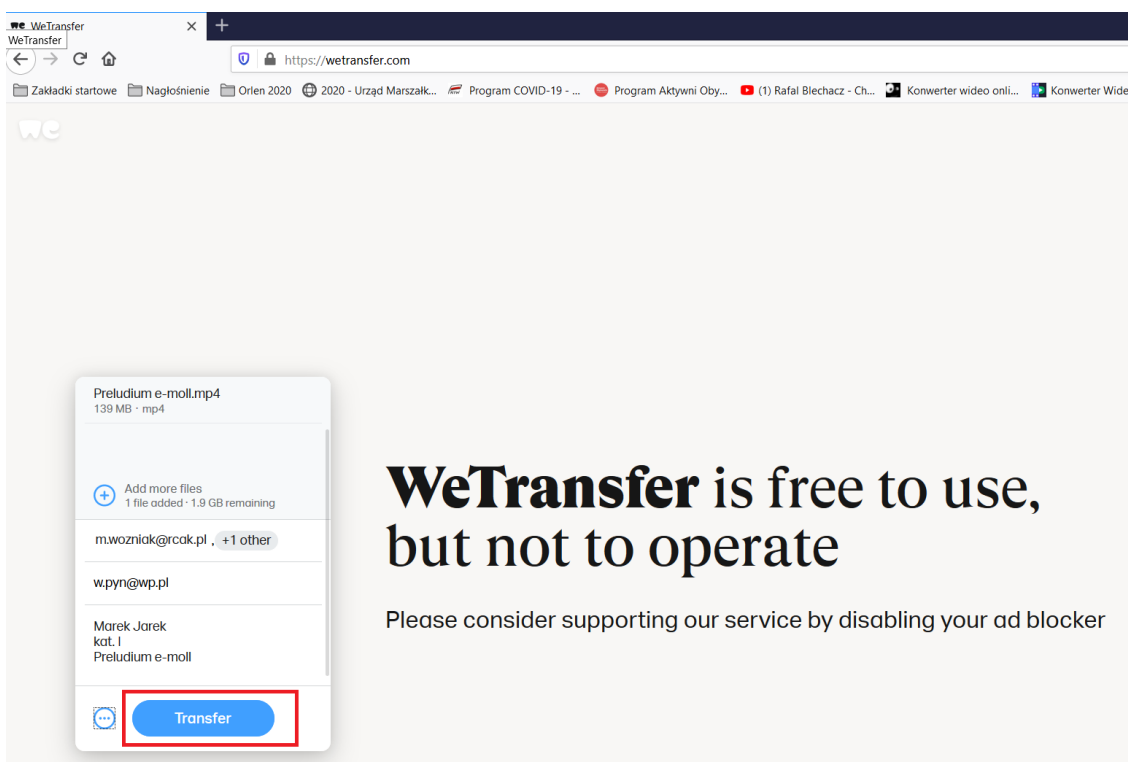 we WeTransfer
WeTransfer
https://wetransfer.com
Zakładki startowe Nagłośnienie Orlen 2020 2020 - Urząd Marszałk... Program COVID-19 - ... Program Aktywni Oby... (1) Rafal Blechacz - Ch... Konwerter wideo onli... Konwerter Wide
we
Preludium e-moll.mp4
139 MB · mp4
Add more files
1 file added · 1.9 GB remaining
m.wozniak@rcak.pl , +1 other
w.pyn@wp.pl
Marek Jarek
kat. I
Preludium e-moll
Transfer
WeTransfer is free to use,
but not to operate
Please consider supporting our service by disabling your ad blocker